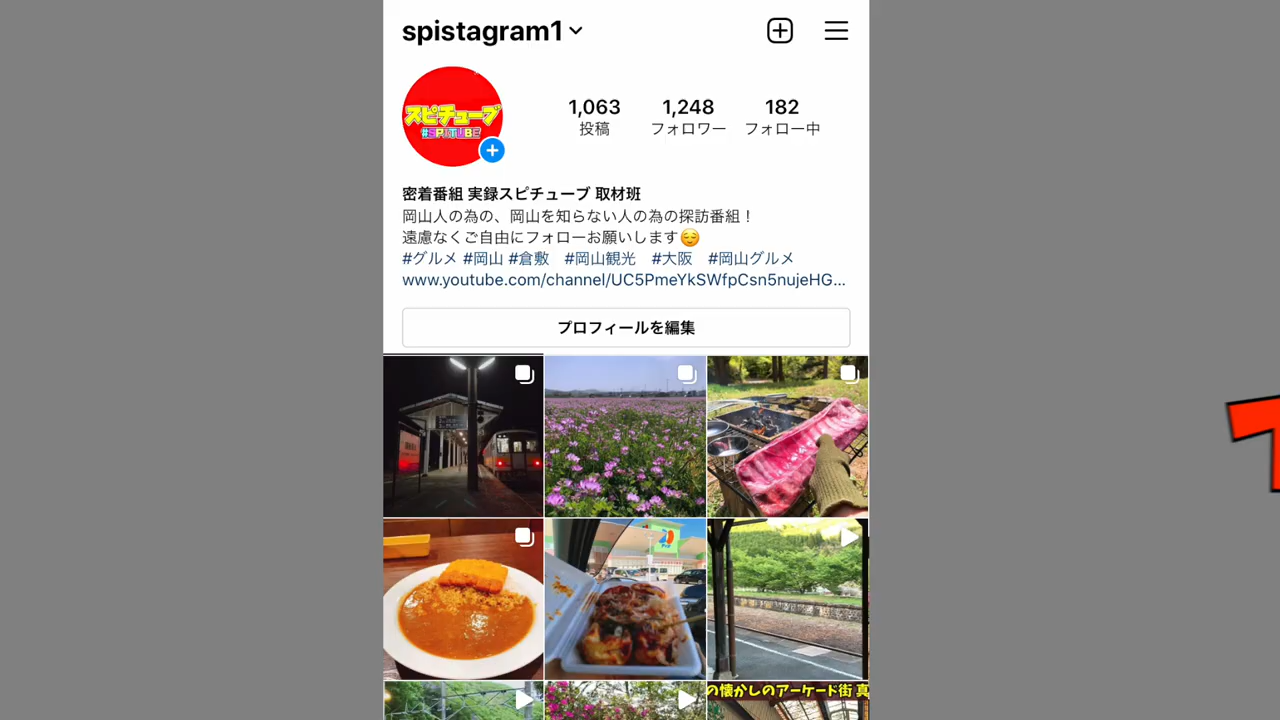 spistagram1
スピチューブ
#SPITUBE
1,063
投稿
1,248
フォロワー
182
フォロー中
密着番組 実録スピチューブ 取材班
岡山人の為の、岡山を知らない人の為の探訪番組！
遠慮なくご自由にフォローお願いします😌
#グルメ #岡山 #倉敷　#岡山観光　#大阪　#岡山グルメ
www.youtube.com/channel/UC5PmeYkSWfpCsn5nujeHG...
プロフィールを編集
の懐かしのアーケード街 真